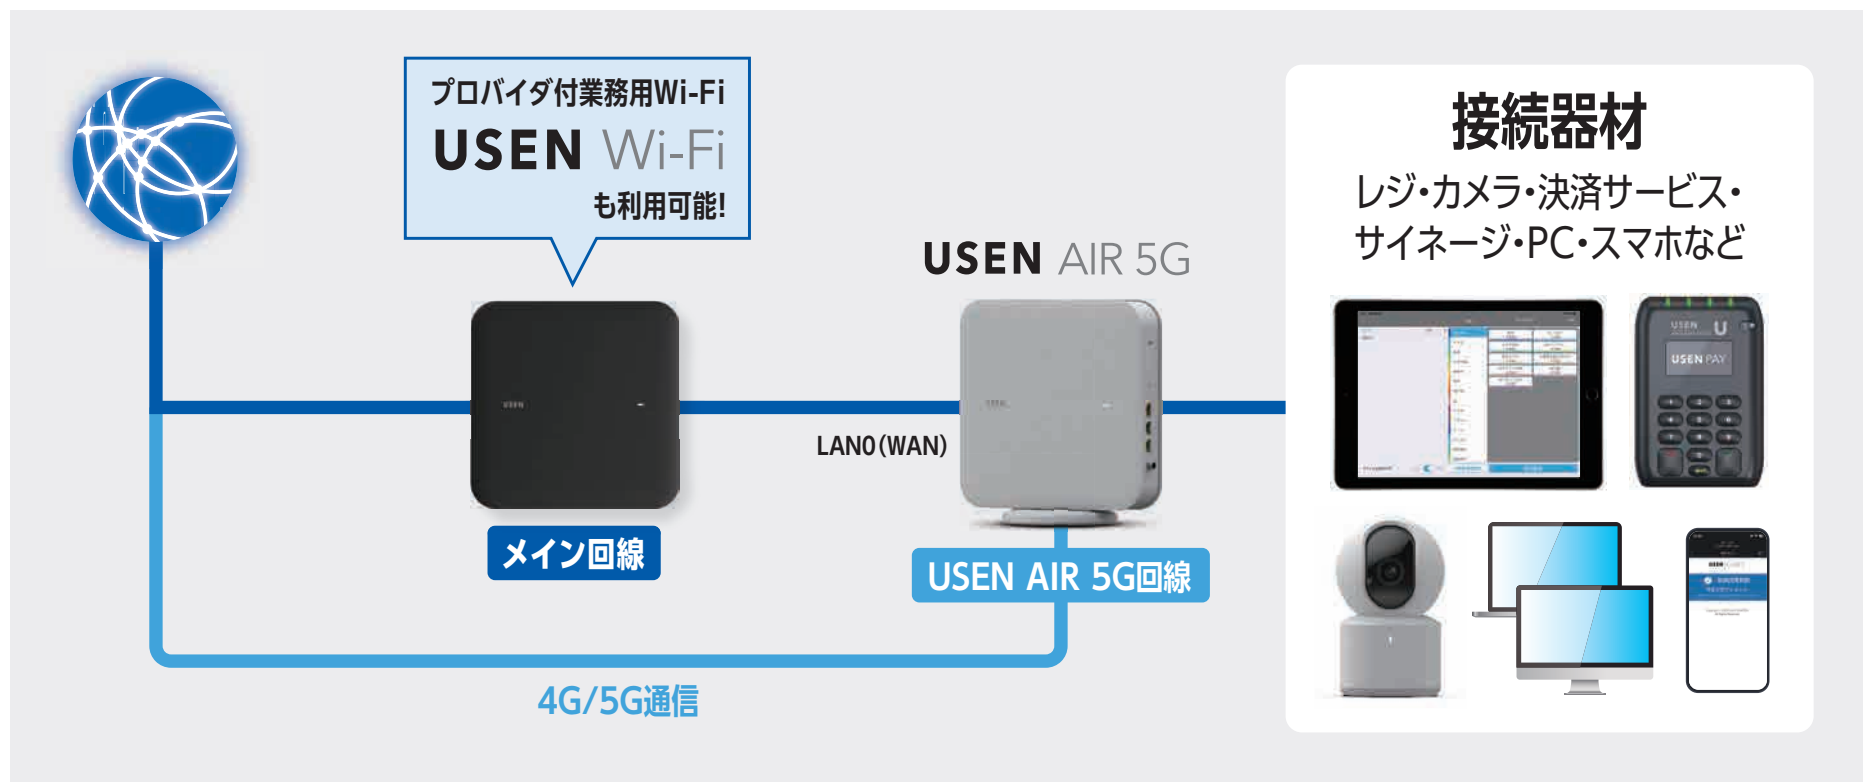 プロバイダ付業務用Wi-Fi
USEN Wi-Fi
も利用可能!
USEN AIR 5G
接続器材
レジ・カメラ・決済サービス・
サイネージ・PC・スマホなど
USEN
USEN
LAN0(WAN)
USEN U
USEN PAY
メイン回線
USEN AIR 5G回線
4G/5G通信